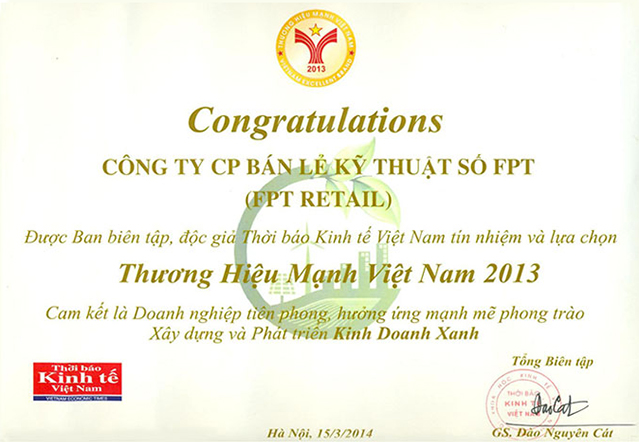 THƯƠNG HIỆU MẠNH VIỆT NAM
2013
VIETNAM EXCELLENT BRAND
Congratulations
CÔNG TY CP BÁN LẺ KỸ THUẬT SỐ FPT
(FPT RETAIL)
Được Ban biên tập, độc giả Thời báo Kinh tế Việt Nam tín nhiệm và lựa chọn
Thương Hiệu Mạnh Việt Nam 2013
Cam kết là Doanh nghiệp tiên phong, hưởng ứng mạnh mẽ phong trào
Xây dựng và Phát triển Kinh Doanh Xanh
Tổng Biên tập
Thời báo
Kinh tế
Việt Nam
VIETNAM ECONOMIC TIMES
KHOA HỌC KINH TẾ
THỜI BÁO
KINH TẾ
VIỆT NAM
Hà Nội, 15/3/2014
GS. Đào Nguyên Cát